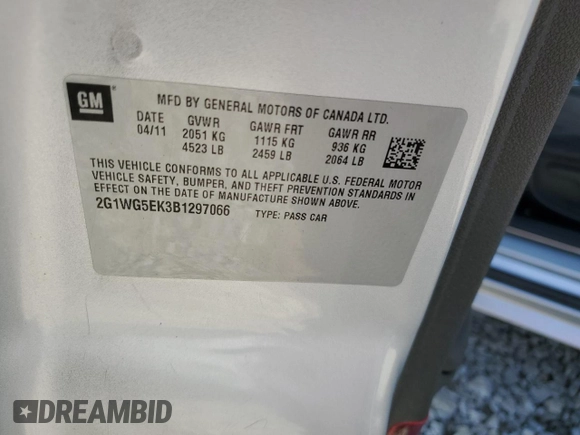 GM
MFD BY GENERAL MOTORS OF CANADA LTD.
DATE GVWR GAWR FRT GAWR RR
04/11 2051 KG 1115 KG 936 KG
4523 LB 2459 LB 2064 LB
THIS VEHICLE CONFORMS TO ALL APPLICABLE U.S. FEDERAL MOTOR
VEHICLE SAFETY, BUMPER, AND THEFT PREVENTION STANDARDS IN
EFFECT ON THE DATE OF MANUFACTURE SHOWN ABOVE.
2G1WG5EK3B1297066 TYPE: PASS CAR
DREAMBID